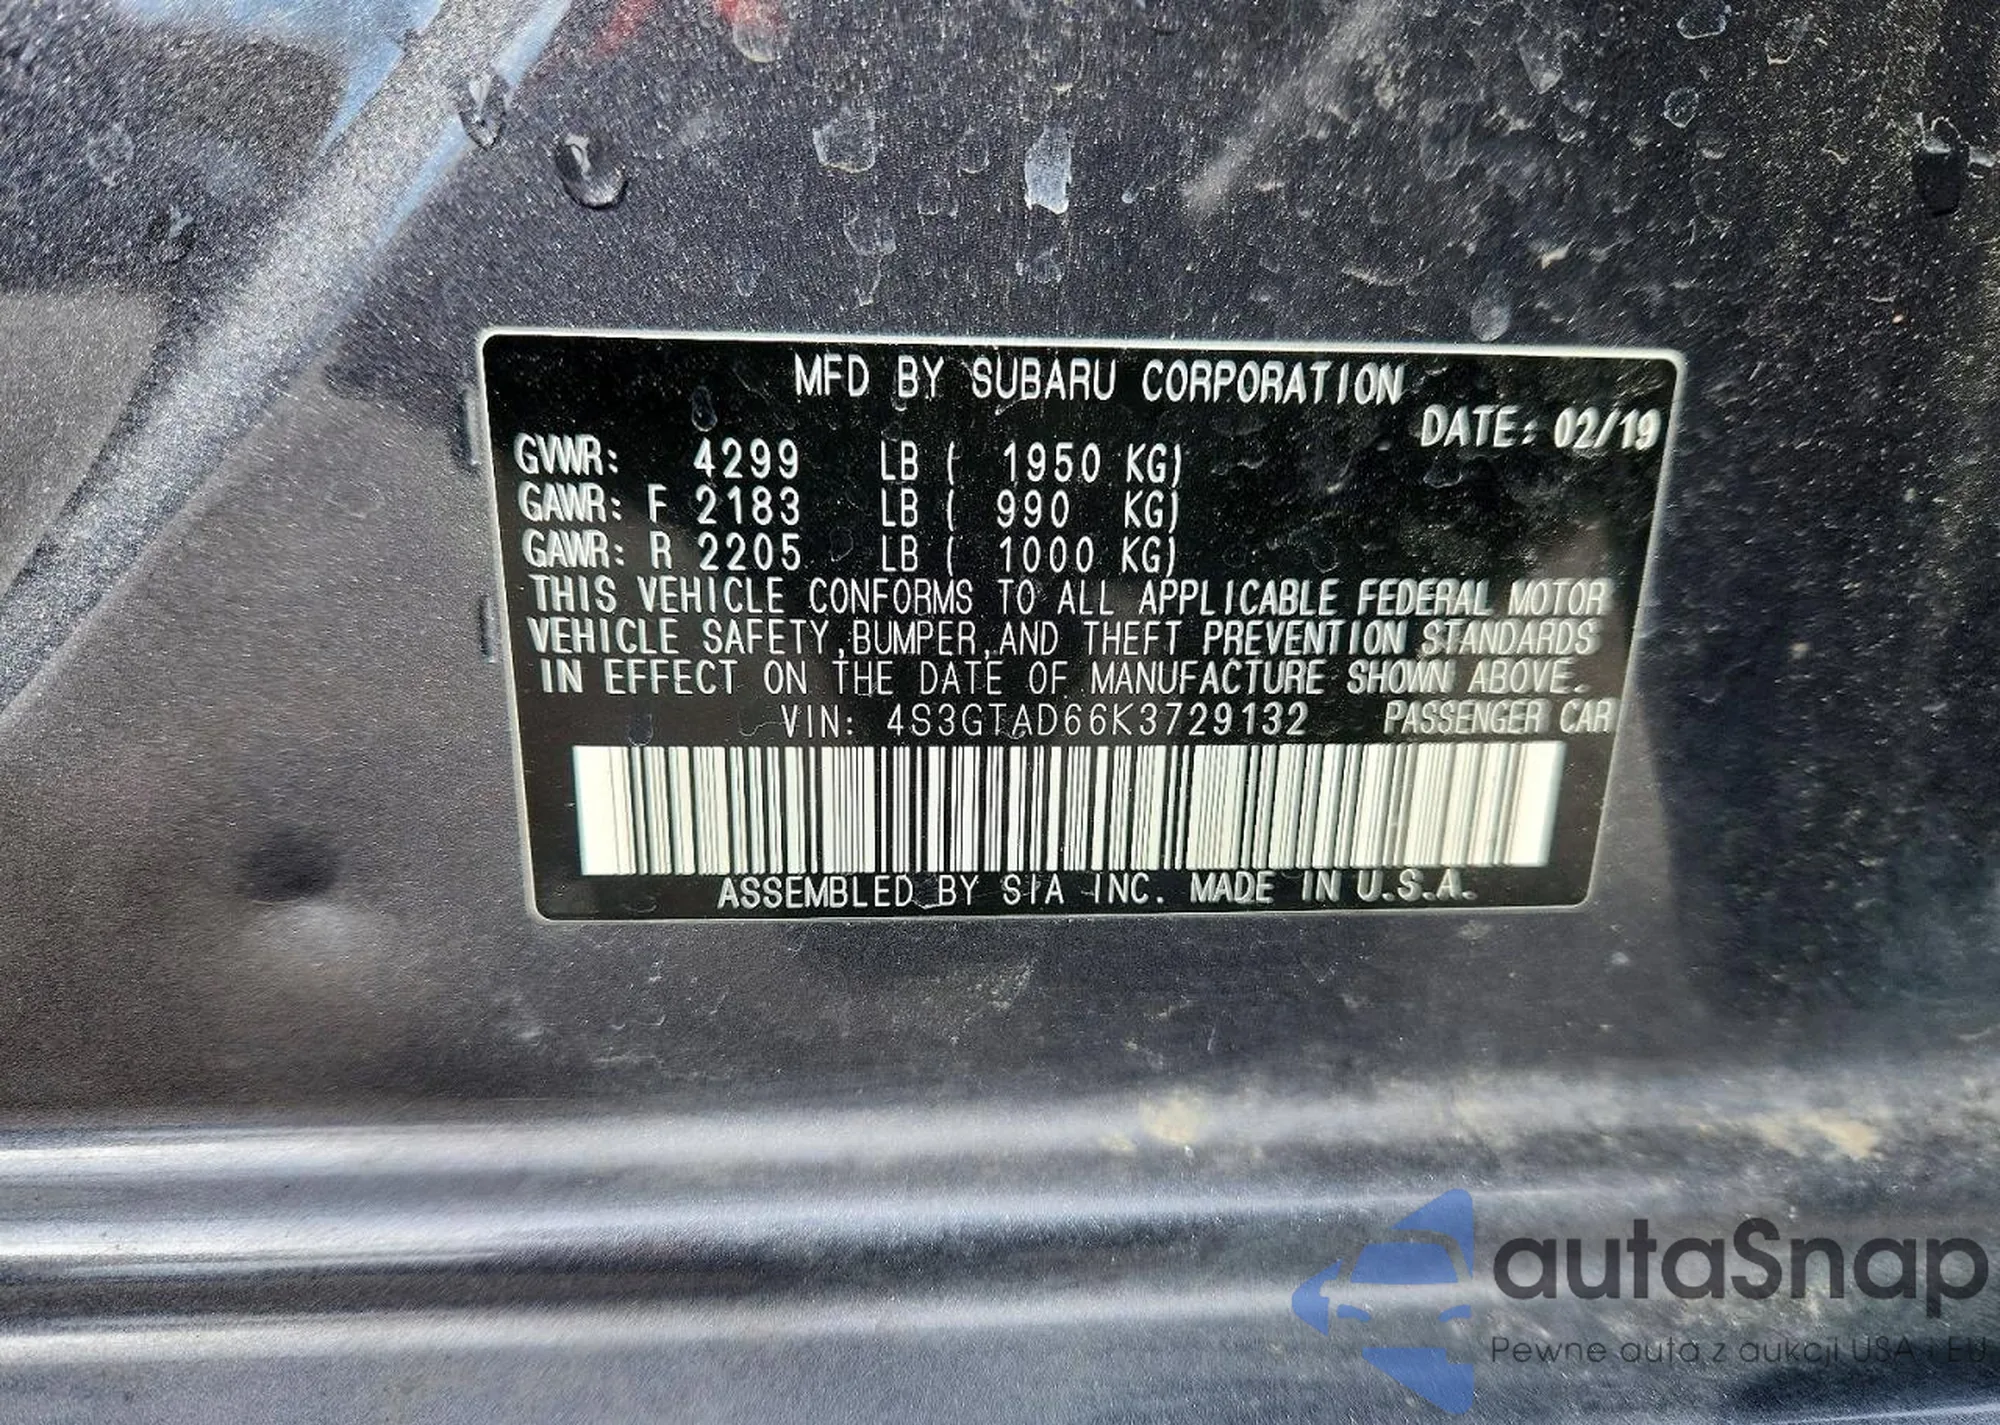 MFD BY SUBARU CORPORATION
DATE: 02/19
GVWR: 4299 LB ( 1950 KG)
GAWR: F 2183 LB ( 990 KG)
GAWR: R 2205 LB ( 1000 KG)
THIS VEHICLE CONFORMS TO ALL APPLICABLE FEDERAL MOTOR
VEHICLE SAFETY,BUMPER,AND THEFT PREVENTION STANDARDS
IN EFFECT ON THE DATE OF MANUFACTURE SHOWN ABOVE.
VIN: 4S3GTAD66K3729132 PASSENGER CAR
ASSEMBLED BY SIA INC. MADE IN U.S.A.
autaSnap
Pewne auta z aukcji USA i EU